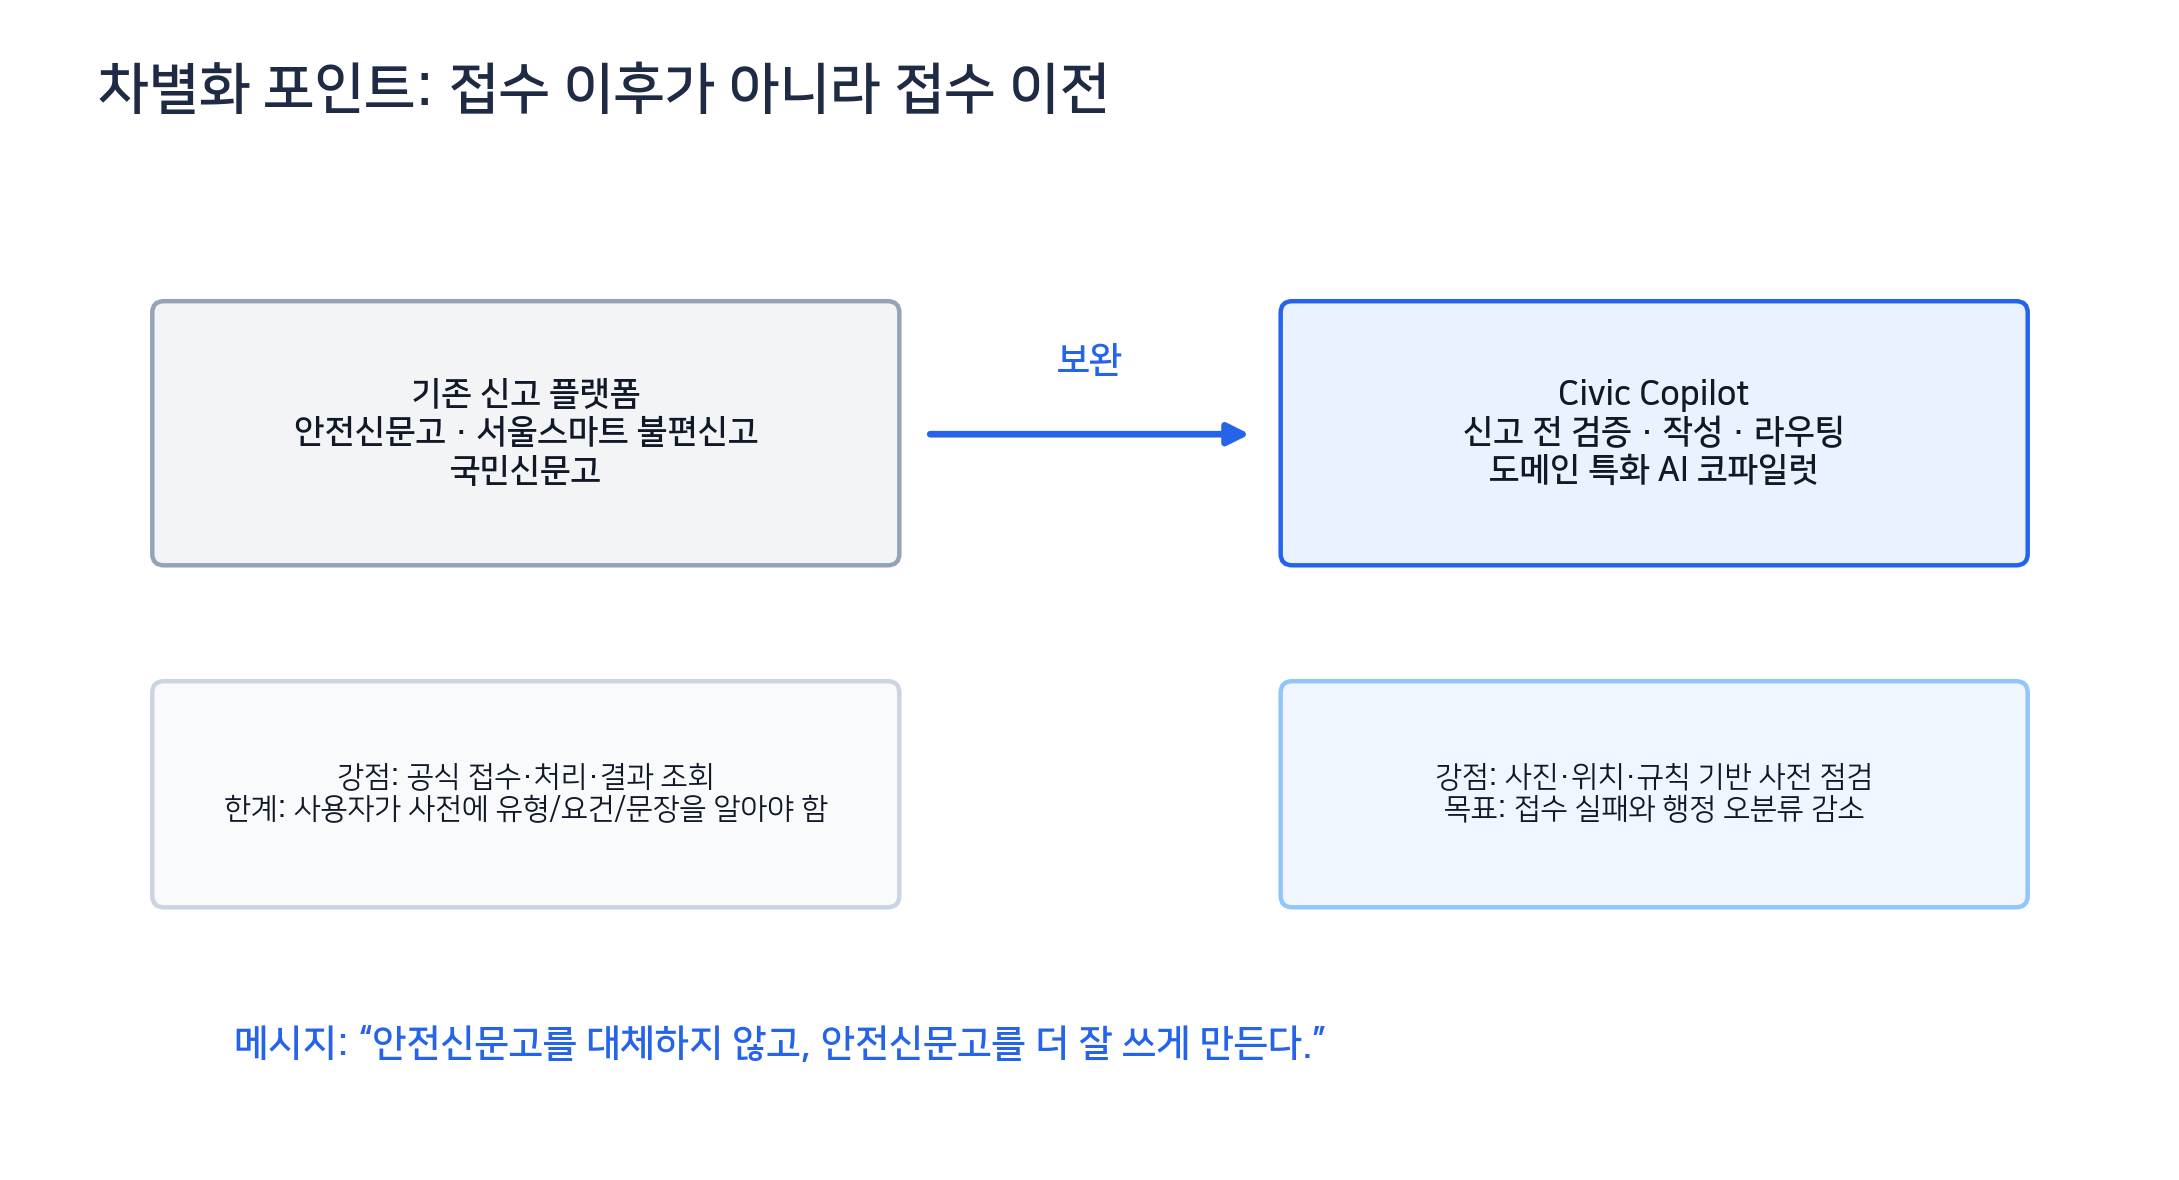 차별화 포인트: 접수 이후가 아니라 접수 이전
기존 신고 플랫폼
안전신문고 · 서울스마트 불편신고
국민신문고
보완
Civic Copilot
신고 전 검증 · 작성 · 라우팅
도메인 특화 AI 코파일럿
강점: 공식 접수·처리·결과 조회
한계: 사용자가 사전에 유형/요건/문장을 알아야 함
강점: 사진·위치·규칙 기반 사전 점검
목표: 접수 실패와 행정 오분류 감소
메시지: “안전신문고를 대체하지 않고, 안전신문고를 더 잘 쓰게 만든다.”